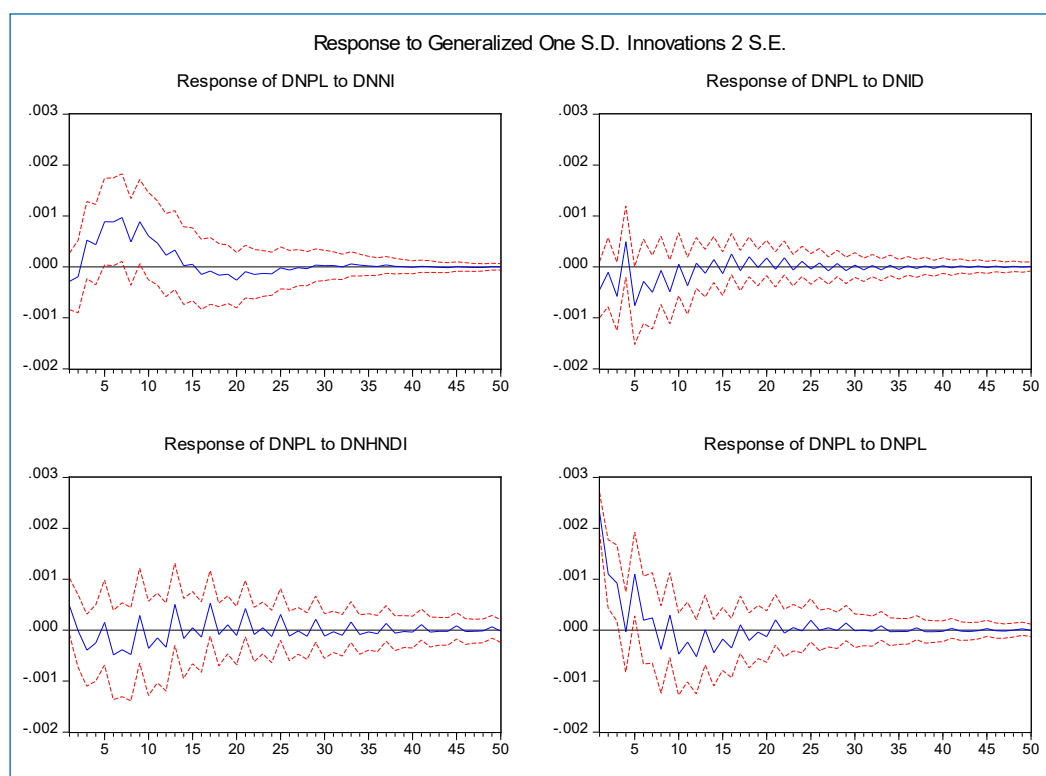 Response to Generalized One S.D. Innovations 2 S.E.
Response of DNPL to DNNI
.003
.002
.001
.000
-.001
-.002
5 10 15 20 25 30 35 40 45 50
Response of DNPL to DNID
.003
.002
.001
.000
-.001
-.002
5 10 15 20 25 30 35 40 45 50
Response of DNPL to DNHNDI
.003
.002
.001
.000
-.001
-.002
5 10 15 20 25 30 35 40 45 50
Response of DNPL to DNPL
.003
.002
.001
.000
-.001
-.002
5 10 15 20 25 30 35 40 45 50